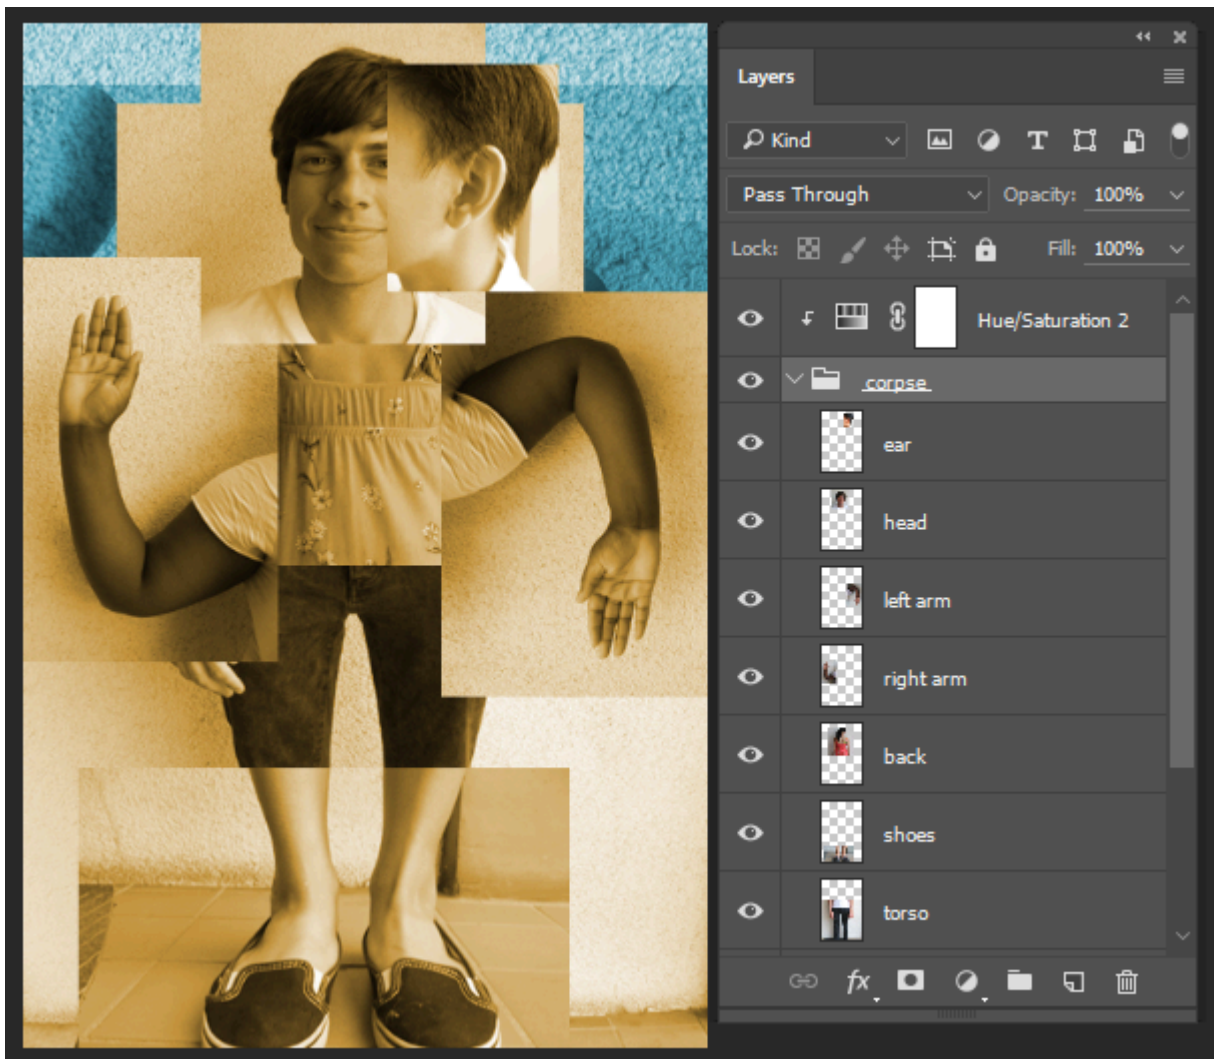 Layers
Kind
T
Pass Through Opacity: 100%
Lock: Fill: 100%
Hue/Saturation 2
corpse
ear
head
left arm
right arm
back
shoes
torso
fx